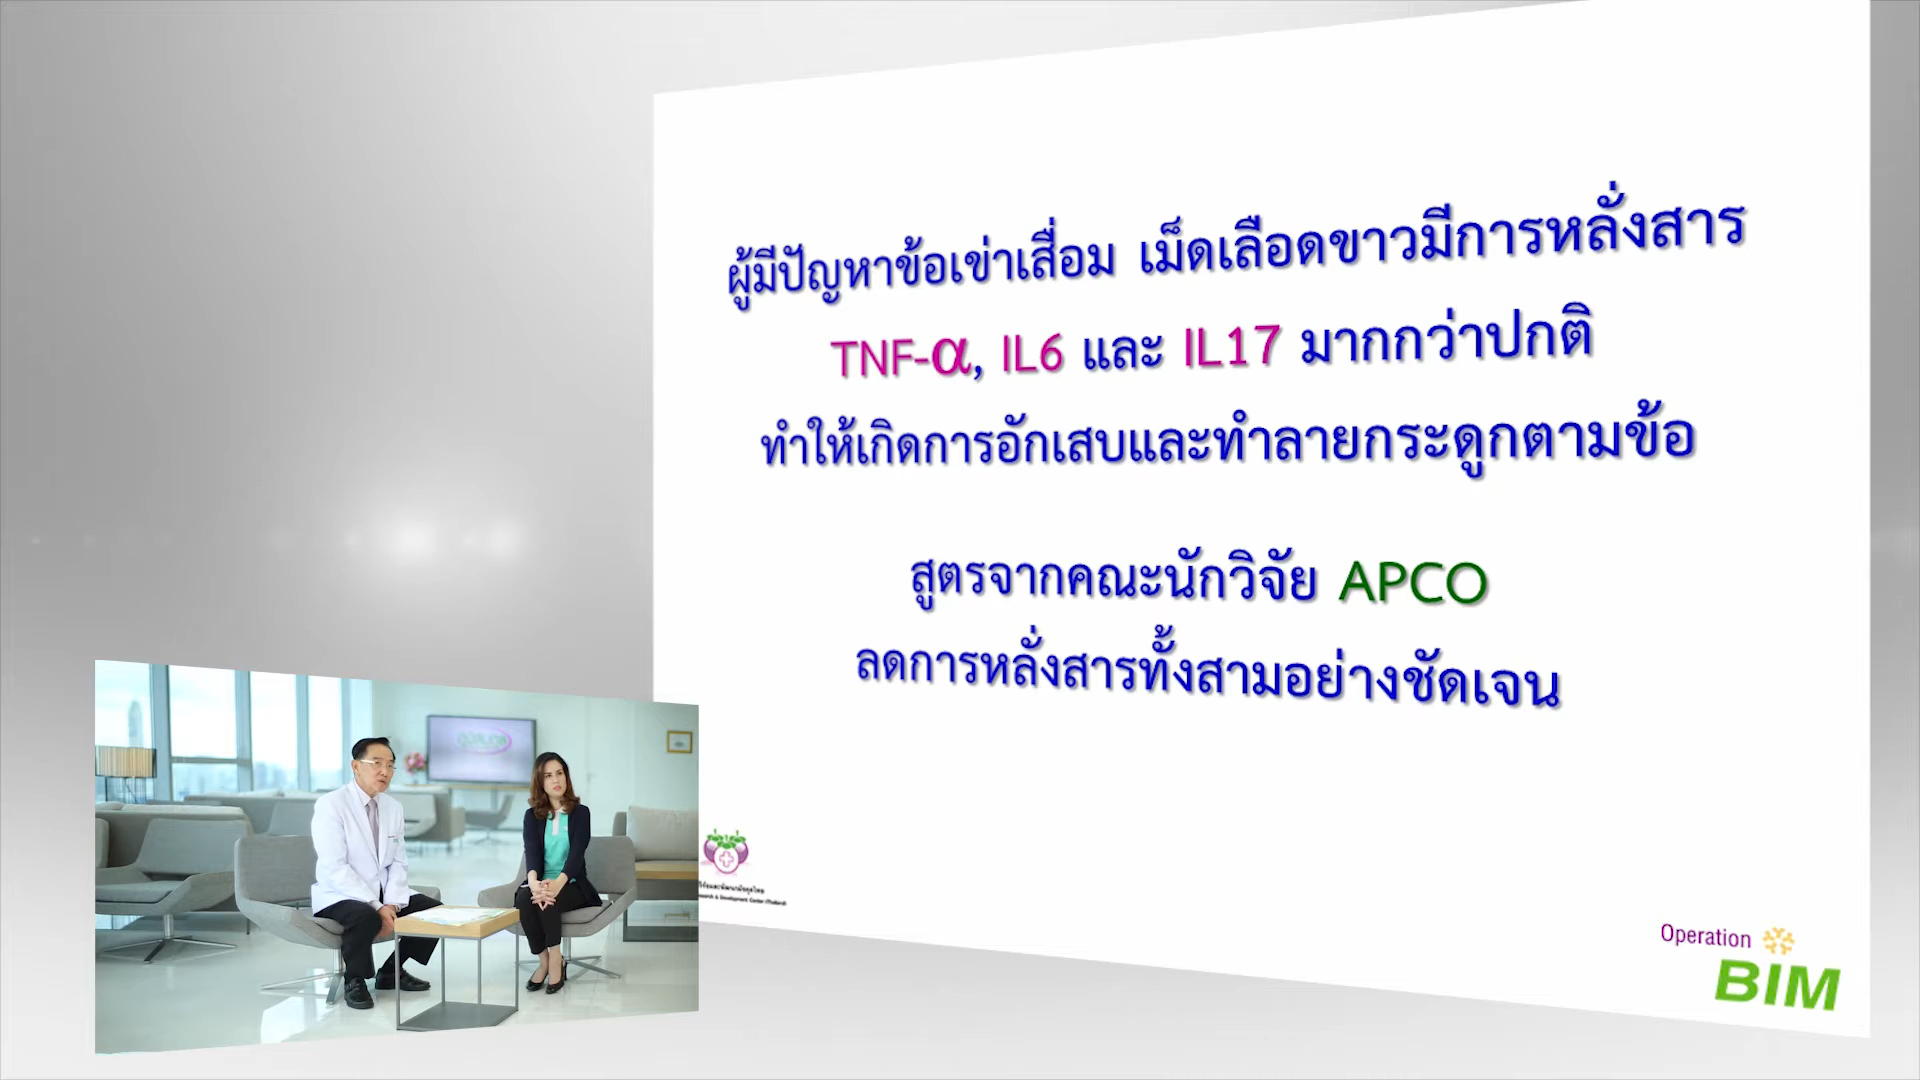 ผู้มีปัญหาข้อเข่าเสื่อม เม็ดเลือดขาวมีการหลั่งสาร
TNF-α, IL6 และ IL17 มากกว่าปกติ
ทำให้เกิดการอักเสบและทำลายกระดูกตามข้อ
สูตรจากคณะนักวิจัย APCO
ลดการหลั่งสารทั้งสามอย่างชัดเจน
& Development Center (Thailand)
Operation
BIM